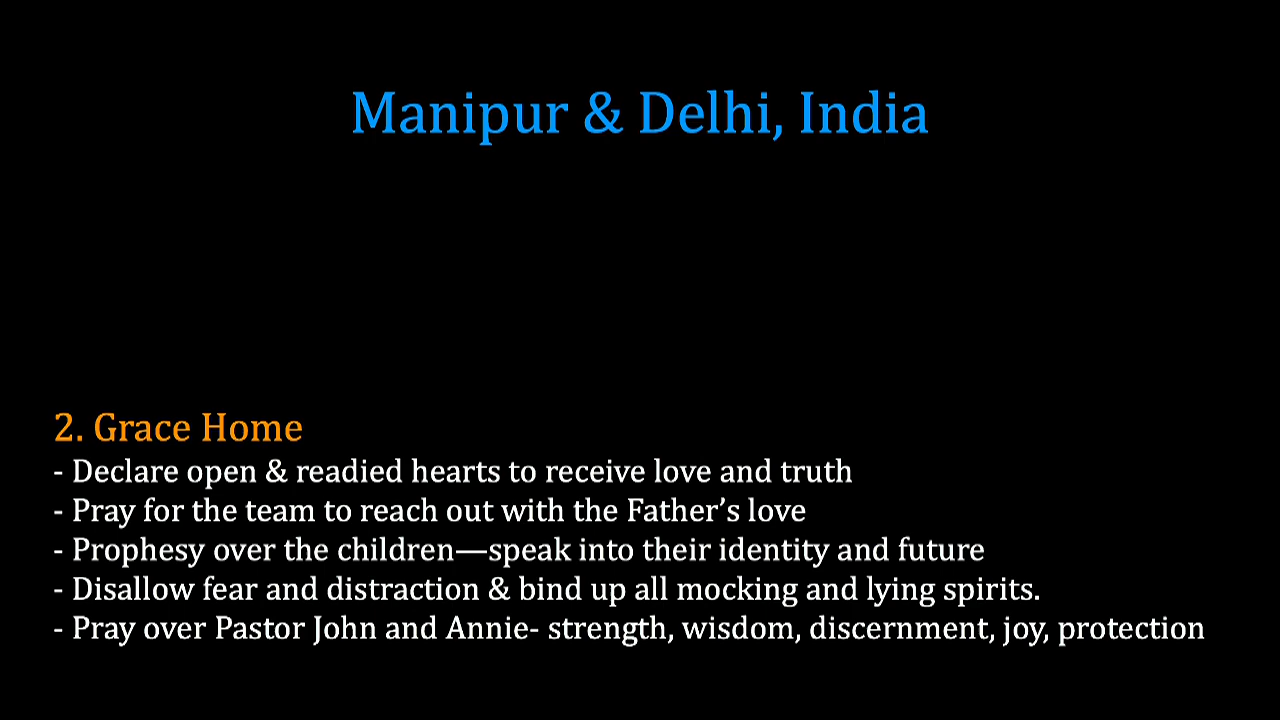 Manipur & Delhi, India
2. Grace Home
- Declare open & readied hearts to receive love and truth
- Pray for the team to reach out with the Father’s love
- Prophesy over the children—speak into their identity and future
- Disallow fear and distraction & bind up all mocking and lying spirits.
- Pray over Pastor John and Annie- strength, wisdom, discernment, joy, protection